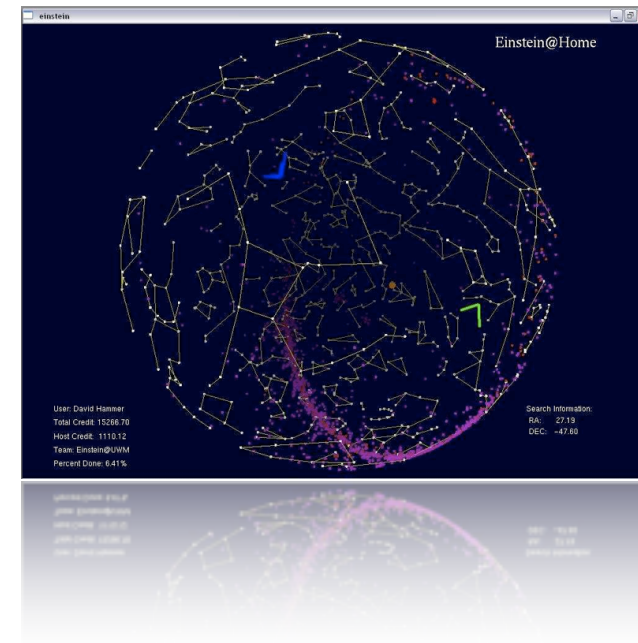 einstein
Einstein@Home
User: David Hammer
Total Credit: 15266.70
Host Credit: 1110.12
Team: Einstein@UWM
Percent Done: 6.41%
Search Information:
RA: 27.19
DEC: -47.60